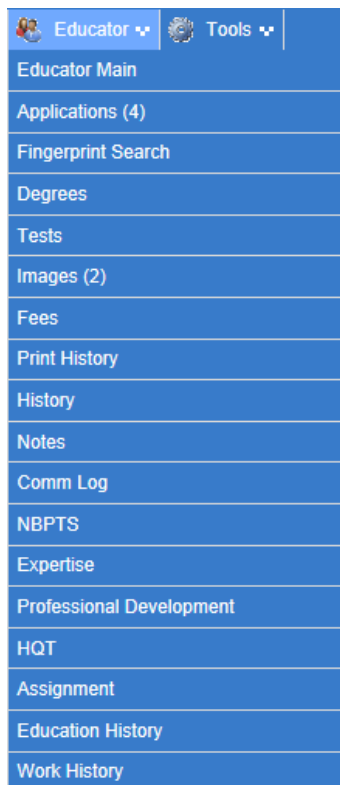 Educator Tools
Educator Main
Applications (4)
Fingerprint Search
Degrees
Tests
Images (2)
Fees
Print History
History
Notes
Comm Log
NBPTS
Expertise
Professional Development
HQT
Assignment
Education History
Work History